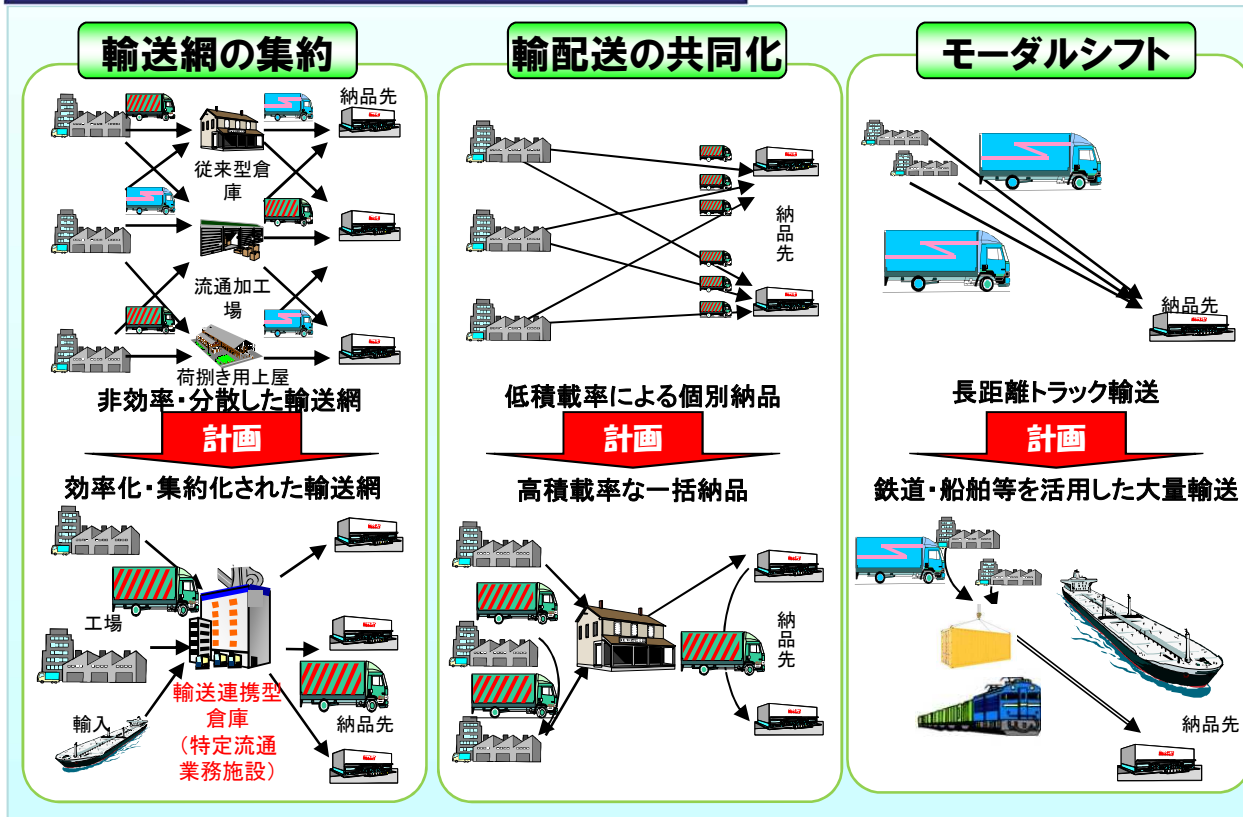 輸送網の集約
納品先
従来型倉
庫
流通加工
場
荷捌き用上屋
非効率・分散した輸送網
計画
効率化・集約化された輸送網
工場
輸入
輸送連携型
倉庫
（特定流通
業務施設）
納品先
輸配送の共同化
納
品
先
低積載率による個別納品
計画
高積載率な一括納品
納
品
先
モーダルシフト
納品先
長距離トラック輸送
計画
鉄道・船舶等を活用した大量輸送
納品先